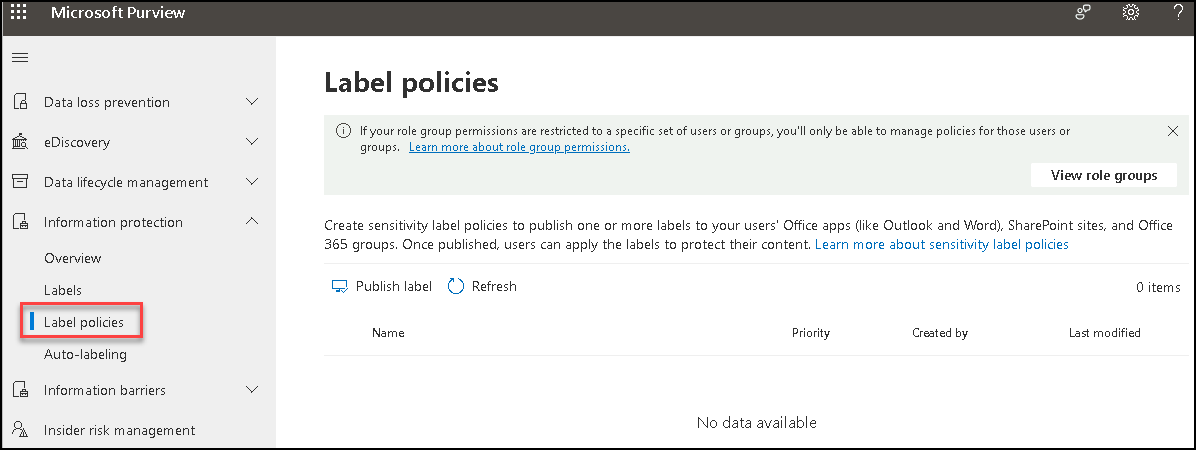 Microsoft Purview
?
Data loss prevention
eDiscovery
Data lifecycle management
Information protection
Overview
Labels
Label policies
Auto-labeling
Information barriers
Insider risk management
Label policies
If your role group permissions are restricted to a specific set of users or groups, you'll only be able to manage policies for those users or
groups. Learn more about role group permissions.
View role groups
Create sensitivity label policies to publish one or more labels to your users' Office apps (like Outlook and Word), SharePoint sites, and Office
365 groups. Once published, users can apply the labels to protect their content. Learn more about sensitivity label policies
Publish label Refresh 0 items
Name Priority Created by Last modified
No data available